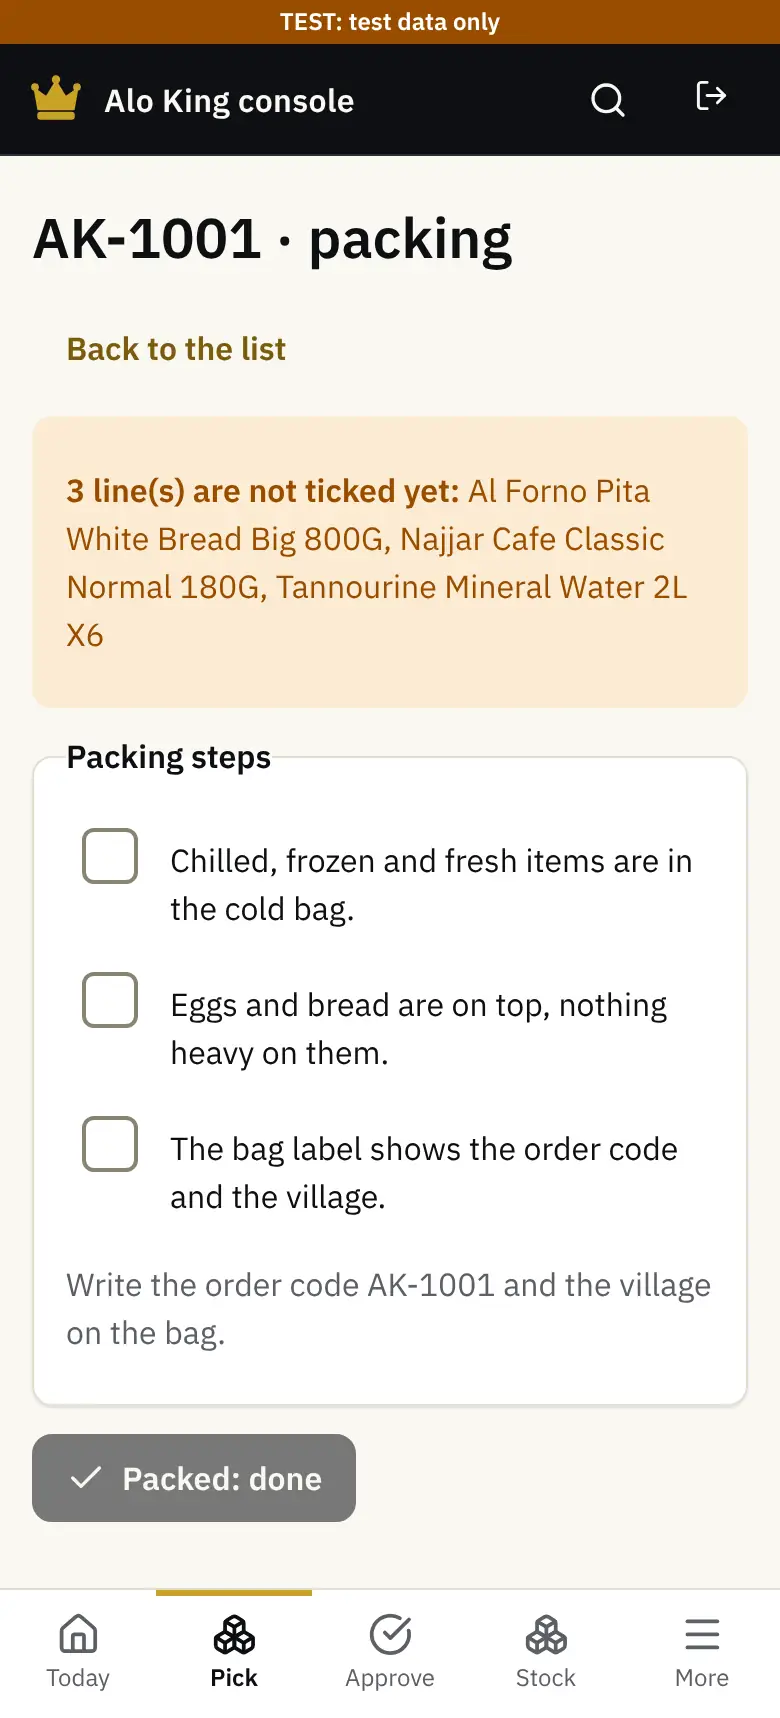 TEST: test data only
Alo King console
AK-1001 · packing
Back to the list
3 line(s) are not ticked yet: Al Forno Pita
White Bread Big 800G, Najjar Cafe Classic
Normal 180G, Tannourine Mineral Water 2L
X6
Packing steps
Chilled, frozen and fresh items are in
the cold bag.
Eggs and bread are on top, nothing
heavy on them.
The bag label shows the order code
and the village.
Write the order code AK-1001 and the village
on the bag.
Packed: done
Today
Pick
Approve
Stock
More